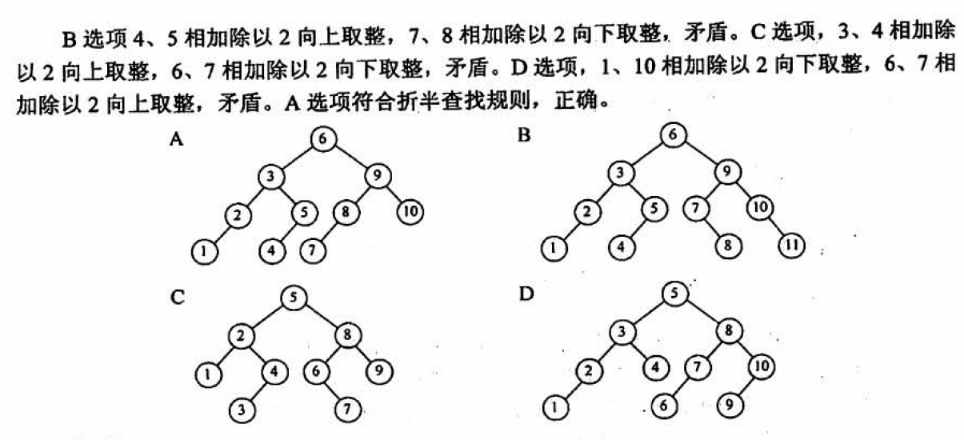 B 选项 4、5 相加除以 2 向上取整，7、8 相加除以 2 向下取整，矛盾。C 选项，3、4 相加除
以 2 向上取整，6、7 相加除以 2 向下取整，矛盾。D 选项，1、10 相加除以 2 向下取整，6、7 相
加除以 2 向上取整，矛盾。A 选项符合折半查找规则，正确。
A 6 B 6
3 9 3 9
2 5 8 10 2 5 7 10
1 4 7 1 4 8 11
C 5 D 5
2 8 3 8
1 4 6 9 2 4 7 10
3 7 1 6 9